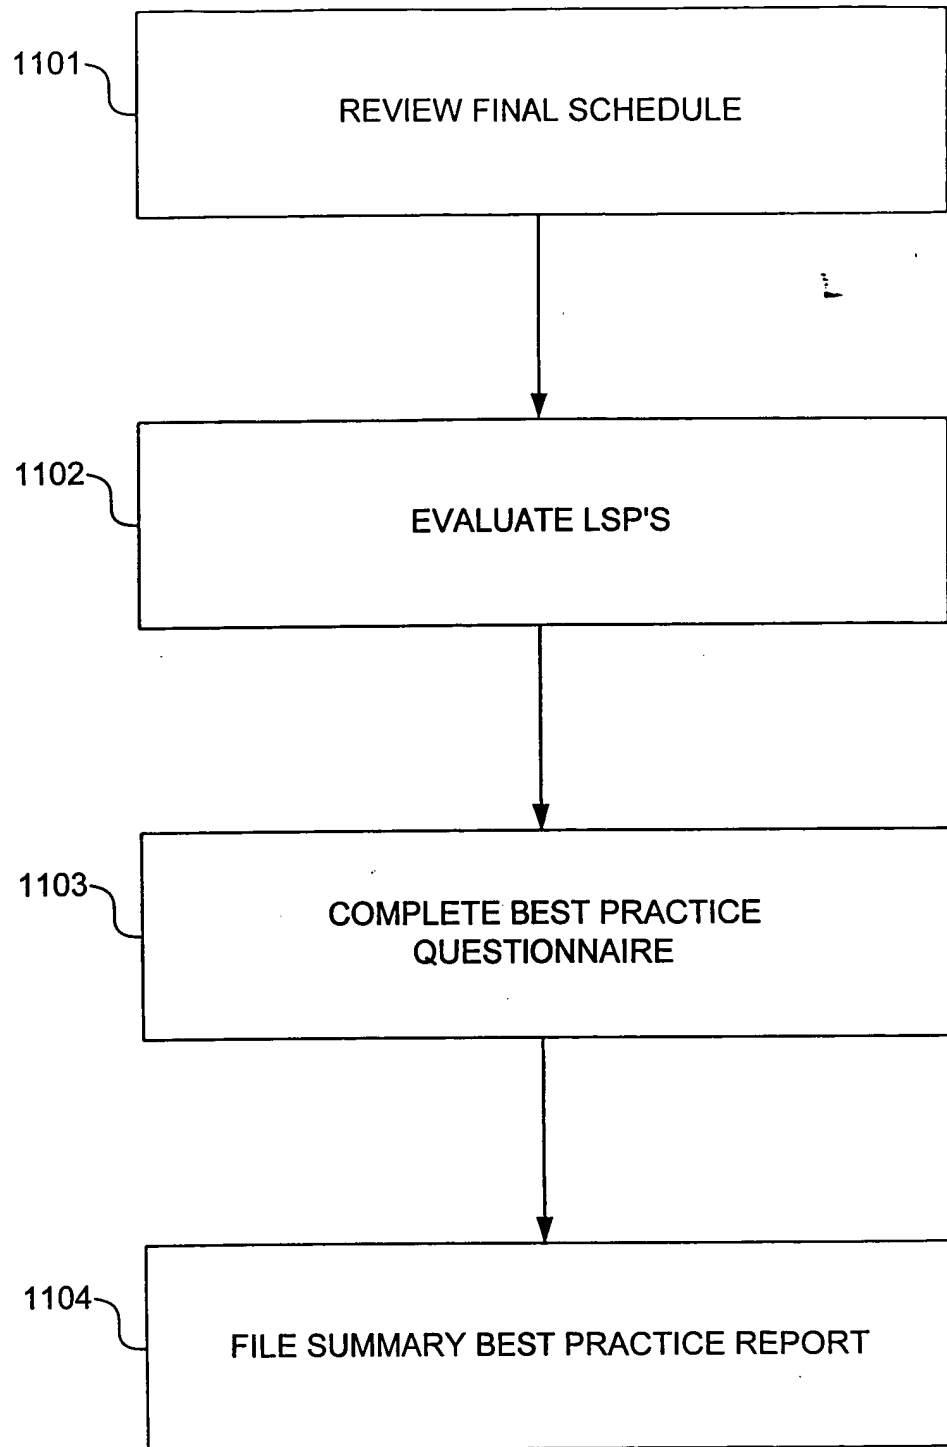 1101
REVIEW FINAL SCHEDULE
1102
EVALUATE LSP'S
1103
COMPLETE BEST PRACTICE
QUESTIONNAIRE
1104
FILE SUMMARY BEST PRACTICE REPORT